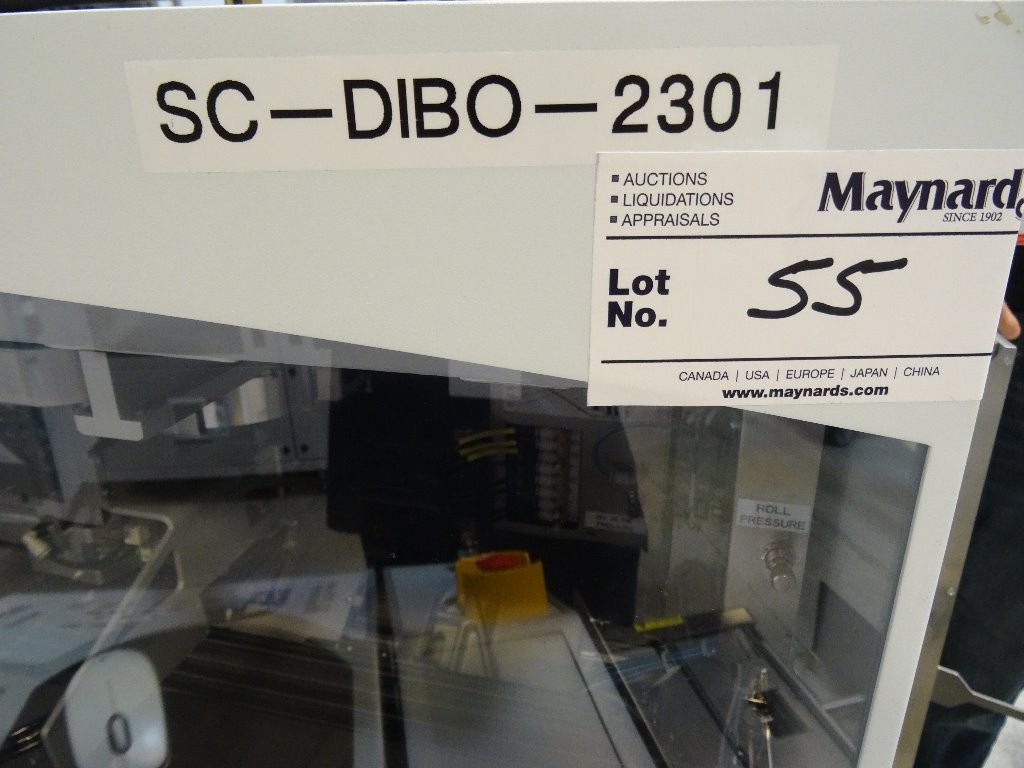 SC-DIBO-2301
AUCTIONS
LIQUIDATIONS
APPRAISALS
Maynards
SINCE 1902
Lot No. 55
CANADA | USA | EUROPE | JAPAN | CHINA
www.maynards.com
ROLL
PRESSURE